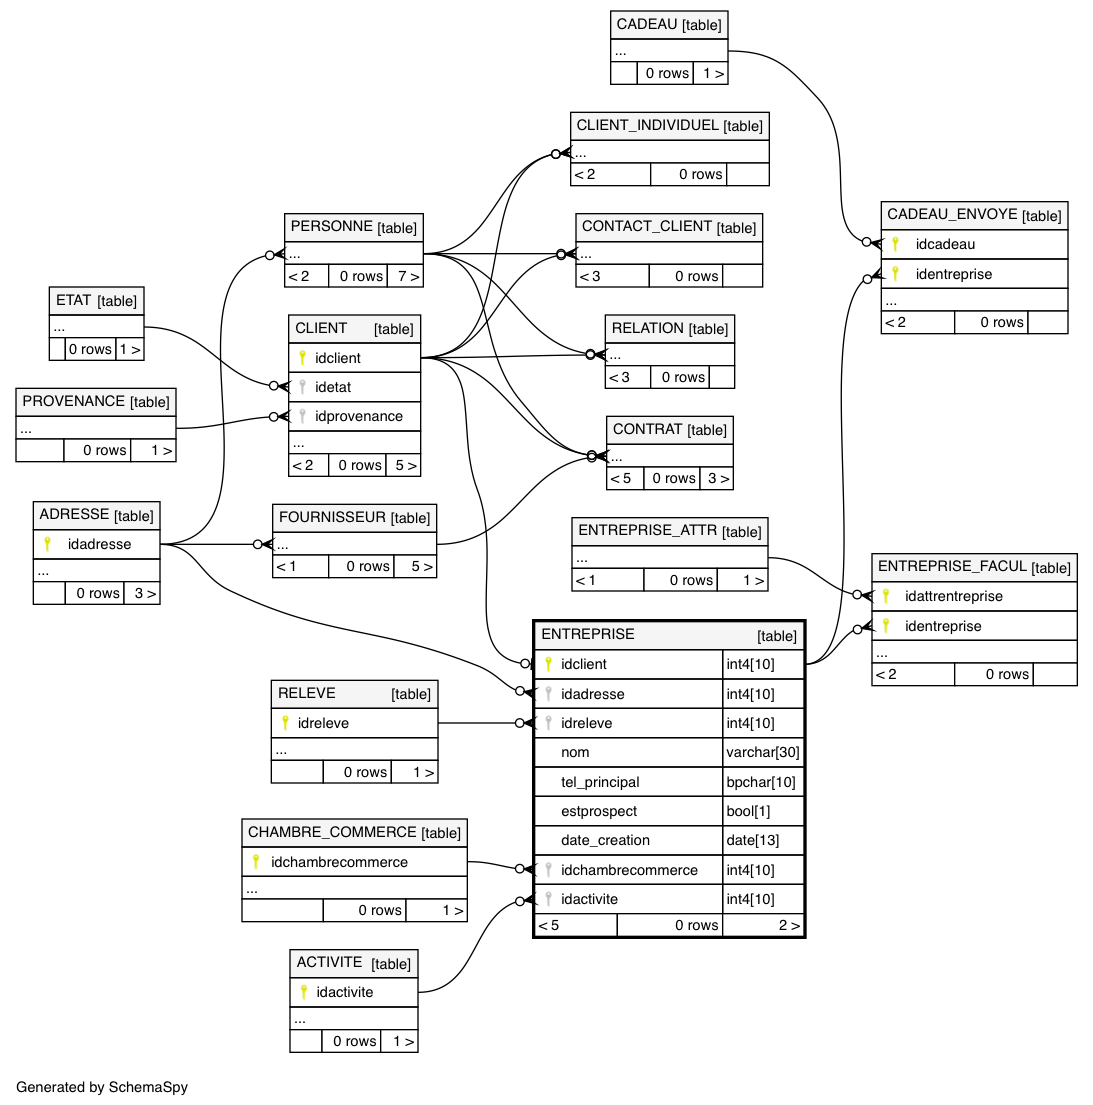 CADEAU [table]
...
0 rows 1 >
CLIENT_INDIVIDUEL [table]
...
< 2 0 rows
PERSONNE [table]
...
< 2 0 rows 7 >
CONTACT_CLIENT [table]
...
< 3 0 rows
CADEAU_ENVOYE [table]
idcadeau
identreprise
...
< 2 0 rows
ETAT [table]
...
0 rows 1 >
CLIENT [table]
idclient
idetat
idprovenance
...
< 2 0 rows 5 >
RELATION [table]
...
< 3 0 rows
PROVENANCE [table]
...
0 rows 1 >
CONTRAT [table]
...
< 5 0 rows 3 >
ADRESSE [table]
idadresse
...
0 rows 3 >
FOURNISSEUR [table]
...
< 1 0 rows 5 >
ENTREPRISE_ATTR [table]
...
< 1 0 rows 1 >
ENTREPRISE_FACUL [table]
idattrentreprise
identreprise
...
< 2 0 rows
ENTREPRISE [table]
idclient int4[10]
idadresse int4[10]
idreleve int4[10]
nom varchar[30]
tel_principal bpchar[10]
estprospect bool[1]
date_creation date[13]
idchambrecommerce int4[10]
idactivite int4[10]
< 5 0 rows 2 >
RELEVE [table]
idreleve
...
0 rows 1 >
CHAMBRE_COMMERCE [table]
idchambrecommerce
...
0 rows 1 >
ACTIVITE [table]
idactivite
...
0 rows 1 >
Generated by SchemaSpy